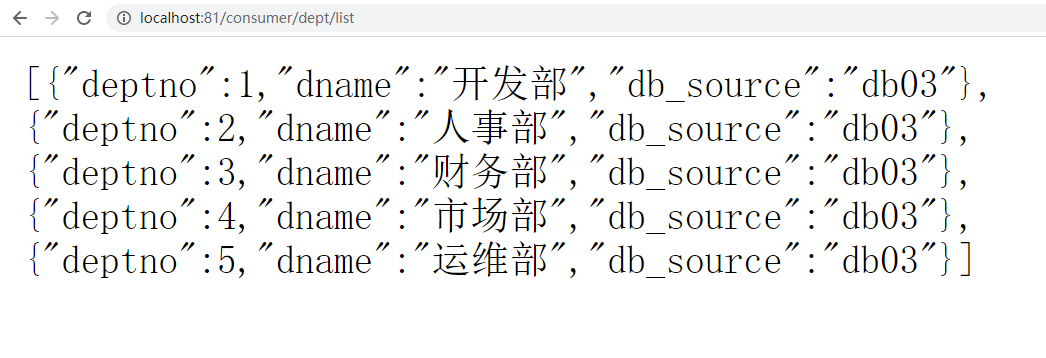 localhost:81/consumer/dept/list
[{"deptno":1,"dname":"开发部","db_source":"db03"},
{"deptno":2,"dname":"人事部","db_source":"db03"},
{"deptno":3,"dname":"财务部","db_source":"db03"},
{"deptno":4,"dname":"市场部","db_source":"db03"},
{"deptno":5,"dname":"运维部","db_source":"db03"}]